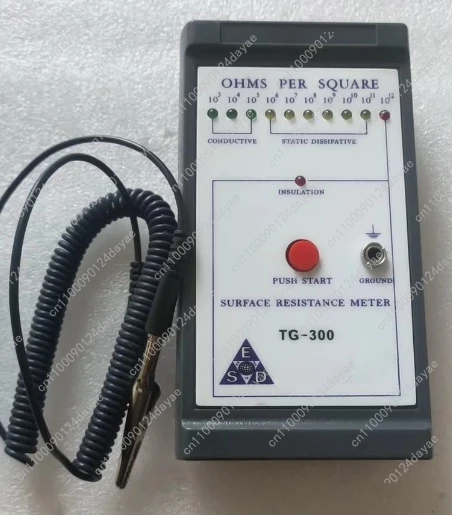 OHMS PER SQUARE
10³ 10⁴ 10⁵ 10⁶ 10⁷ 10⁸ 10⁹ 10¹⁰ 10¹¹ 10¹²
CONDUCTIVE STATIC DISSIPATIVE
INSULATION
PUSH START GROUND
SURFACE RESISTANCE METER
TG-300
E
S D
cn1100090124dayae